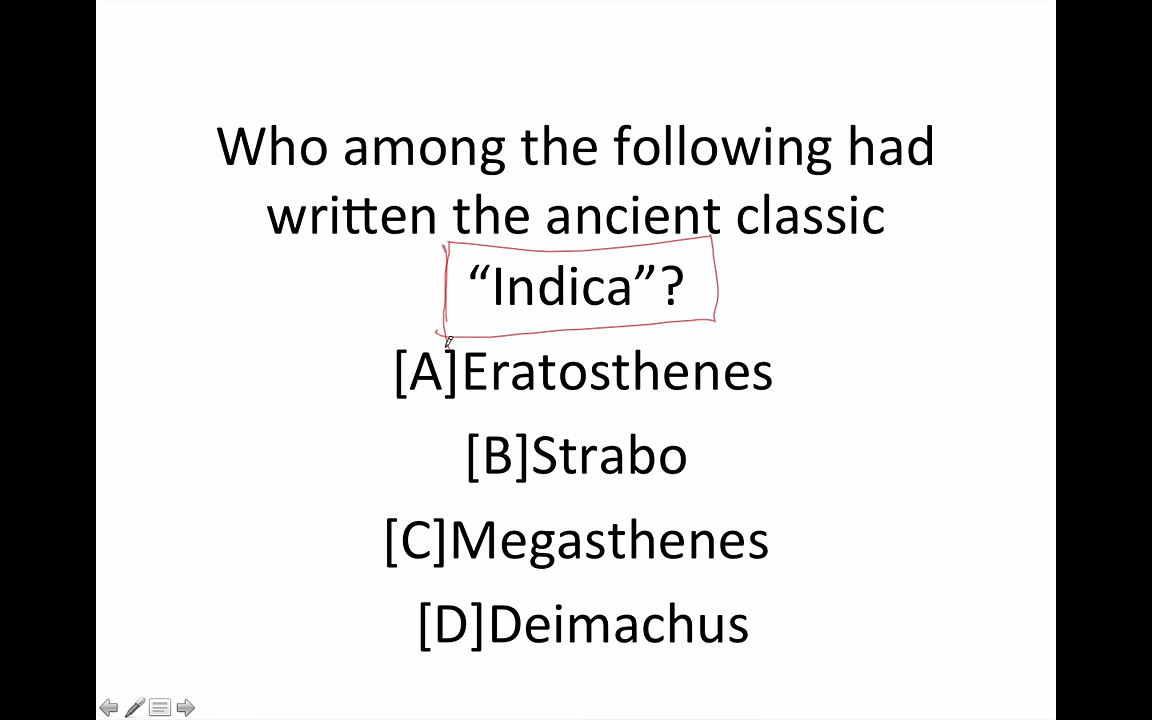 Who among the following had
written the ancient classic
“Indica”?
[A]Eratosthenes
[B]Strabo
[C]Megasthenes
[D]Deimachus